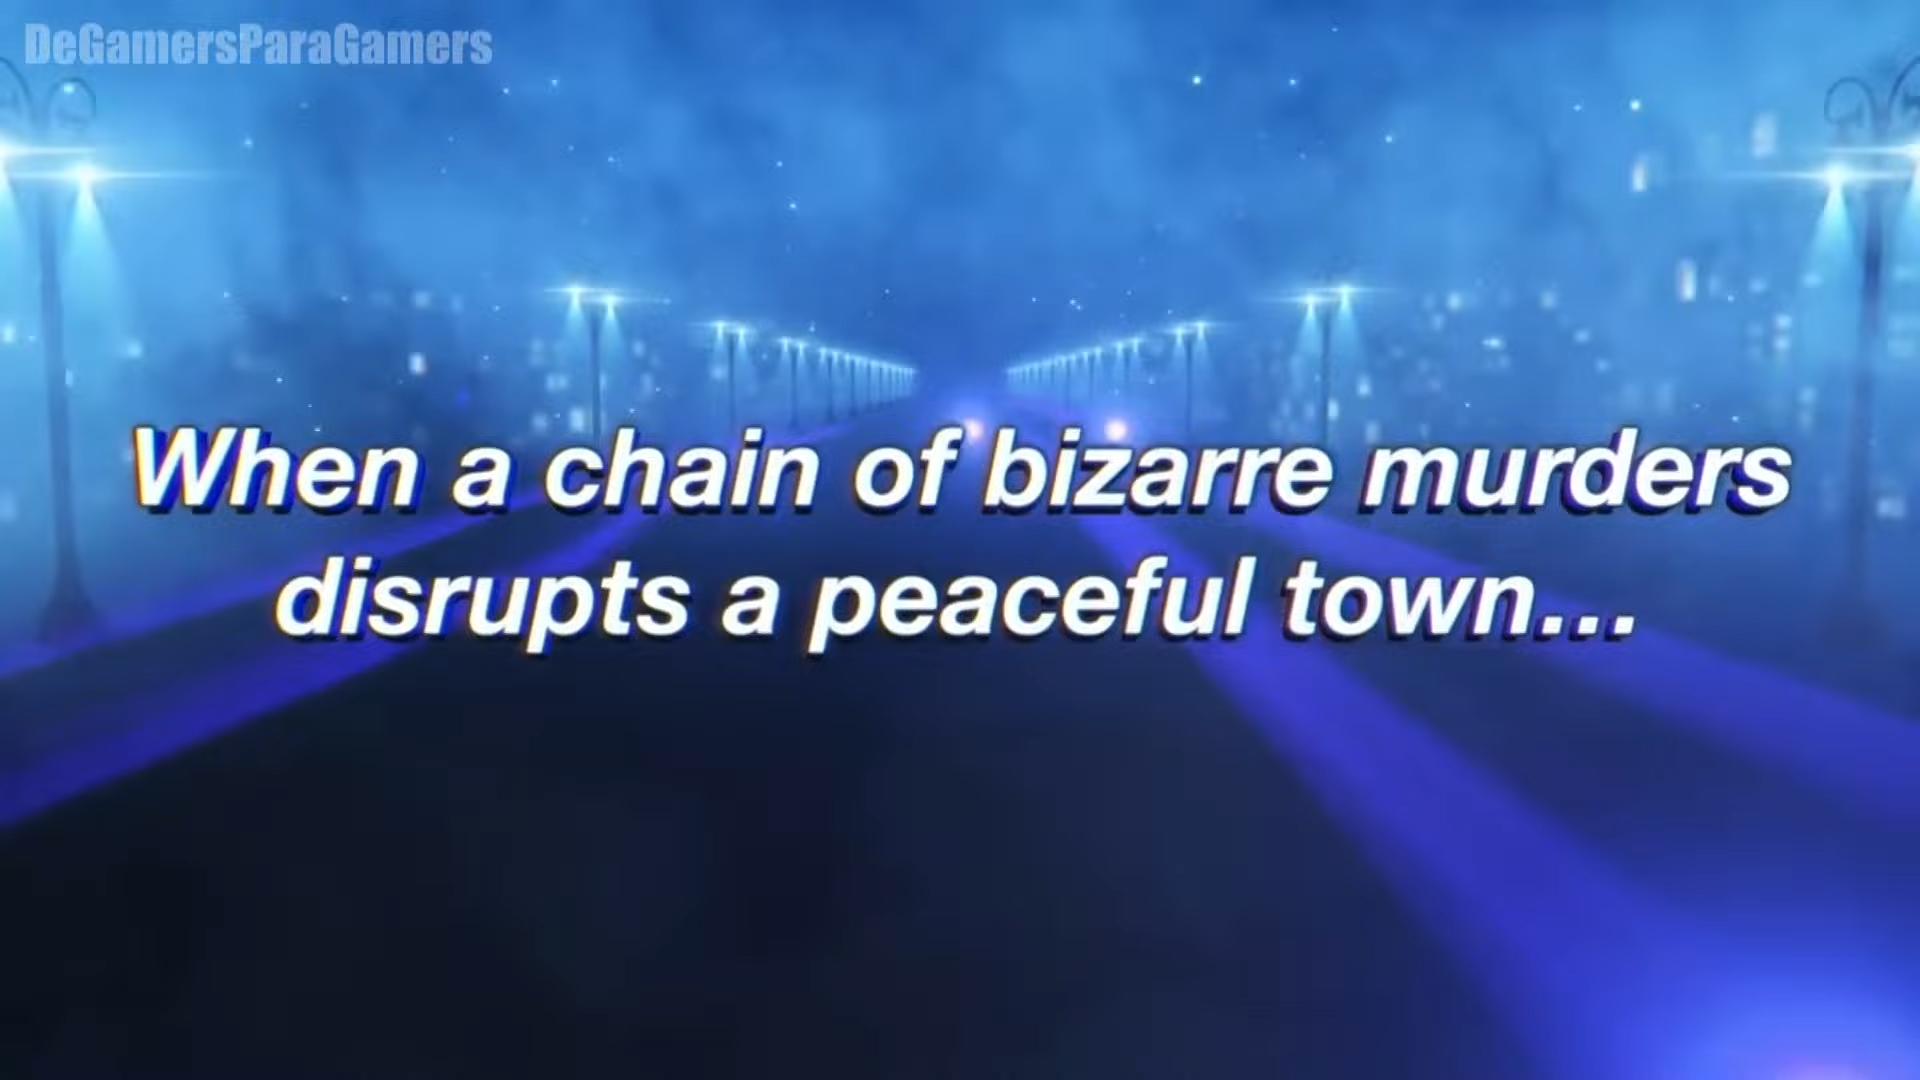 DeGamersParaGamers
When a chain of bizarre murders
disrupts a peaceful town...